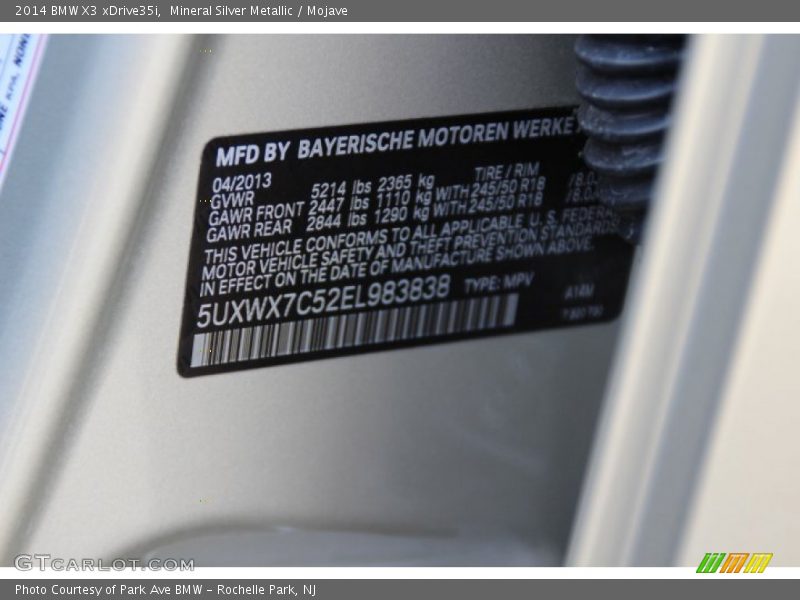 2014 BMW X3 xDrive35i, Mineral Silver Metallic / Mojave
MFD BY BAYERISCHE MOTOREN WERKE
04/2013 TIRE / RIM
GVWR 5214 lbs 2365 kg
GAWR FRONT 2447 lbs 1110 kg WITH 245/50 R18
GAWR REAR 2844 lbs 1290 kg WITH 245/50 R18
THIS VEHICLE CONFORMS TO ALL APPLICABLE U.S. FEDERA
MOTOR VEHICLE SAFETY AND THEFT PREVENTION STANDARDS
IN EFFECT ON THE DATE OF MANUFACTURE SHOWN ABOVE.
5UXWX7C52EL983838 TYPE: MPV
A14M
GTCARLOT.COM
Photo Courtesy of Park Ave BMW - Rochelle Park, NJ